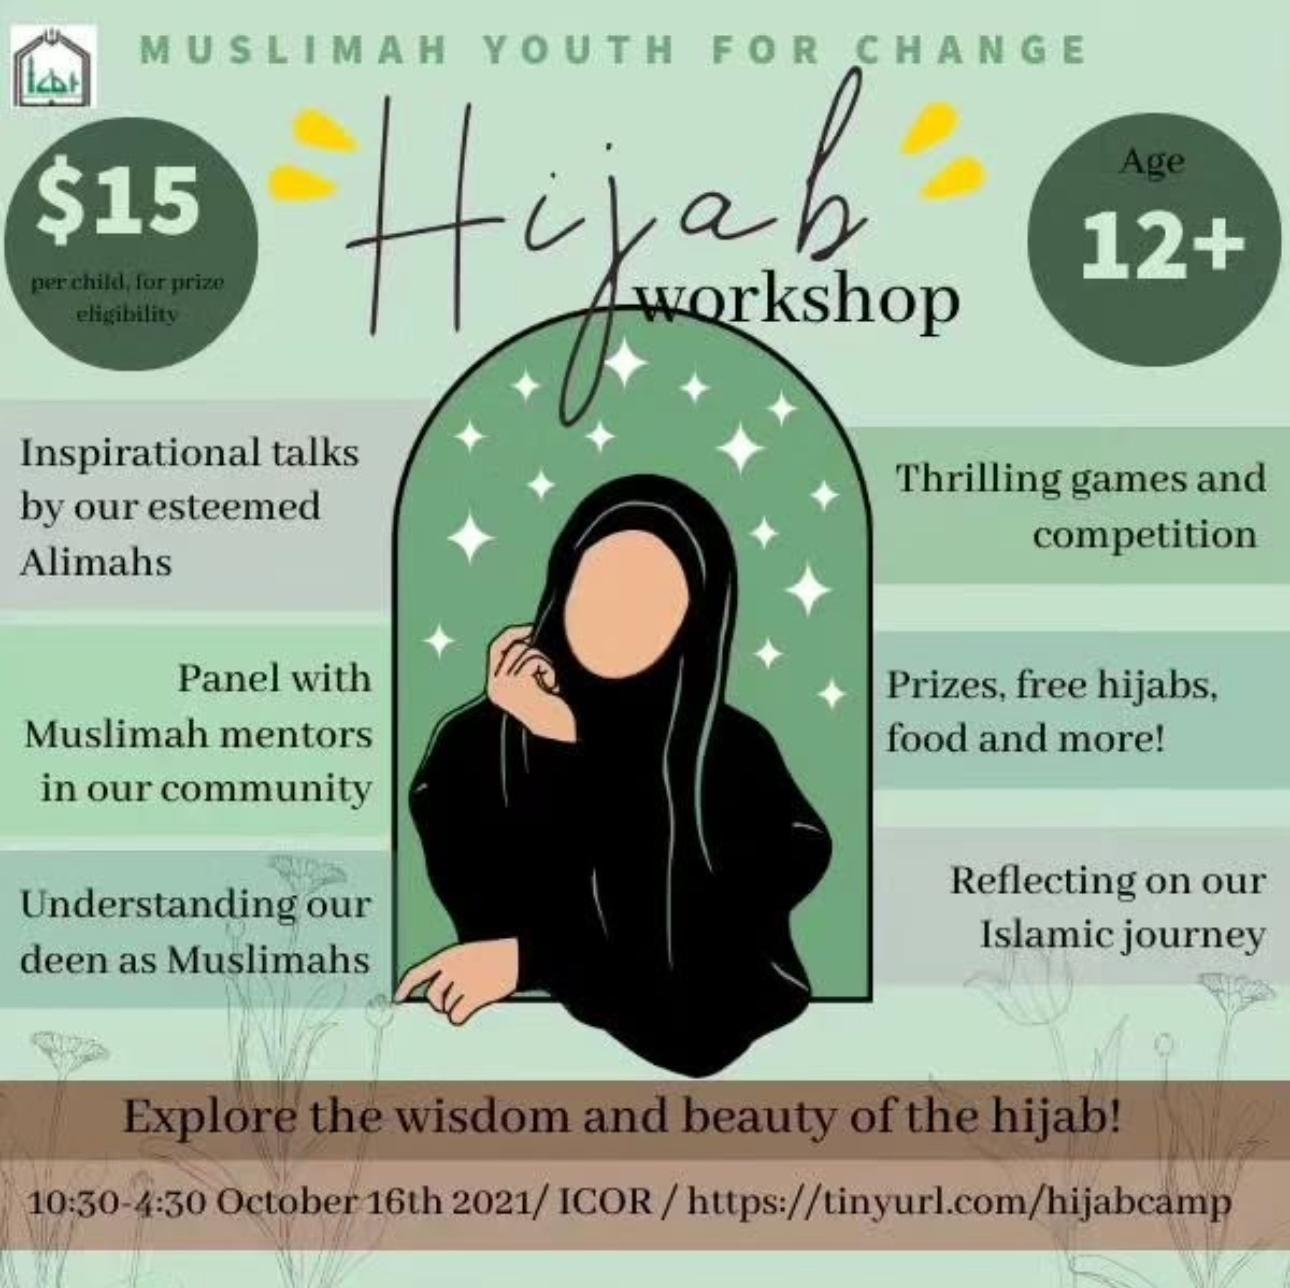 MUSLIMAH YOUTH FOR CHANGE
Hijab
workshop
$15
per child, for prize
eligibility
Age
12+
Inspirational talks
by our esteemed
Alimahs
Thrilling games and
competition
Panel with
Muslimah mentors
in our community
Prizes, free hijabs,
food and more!
Understanding our
deen as Muslimahs
Reflecting on our
Islamic journey
Explore the wisdom and beauty of the hijab!
10:30-4:30 October 16th 2021/ ICOR / https://tinyurl.com/hijabcamp